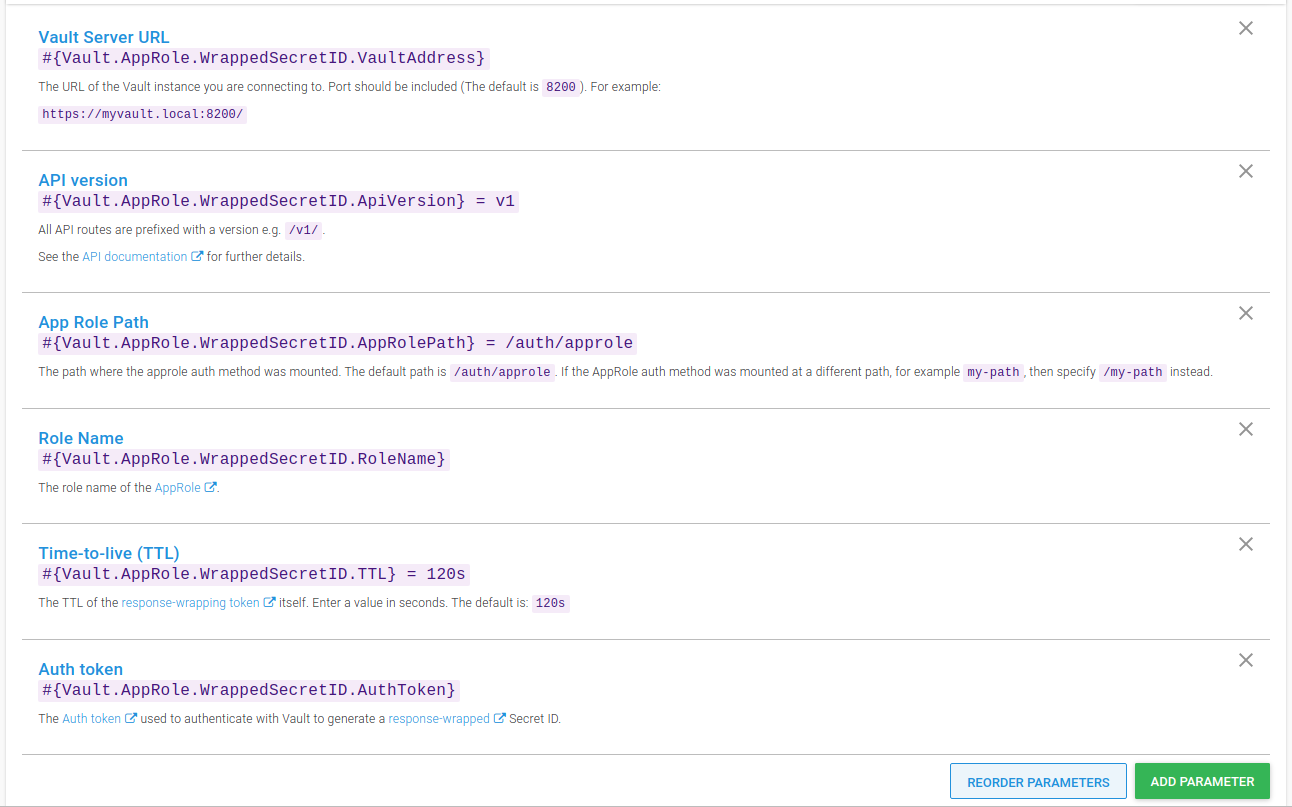 Vault Server URL
#{Vault.AppRole.WrappedSecretID.VaultAddress}
The URL of the Vault instance you are connecting to. Port should be included (The default is 8200 ). For example:
https://myvault.local:8200/
API version
#{Vault.AppRole.WrappedSecretID.ApiVersion} = v1
All API routes are prefixed with a version e.g. /v1/ .
See the API documentation for further details.
App Role Path
#{Vault.AppRole.WrappedSecretID.AppRolePath} = /auth/approle
The path where the approle auth method was mounted. The default path is /auth/approle . If the AppRole auth method was mounted at a different path, for example my-path , then specify /my-path instead.
Role Name
#{Vault.AppRole.WrappedSecretID.RoleName}
The role name of the AppRole .
Time-to-live (TTL)
#{Vault.AppRole.WrappedSecretID.TTL} = 120s
The TTL of the response-wrapping token itself. Enter a value in seconds. The default is: 120s
Auth token
#{Vault.AppRole.WrappedSecretID.AuthToken}
The Auth token used to authenticate with Vault to generate a response-wrapped Secret ID.
REORDER PARAMETERS ADD PARAMETER